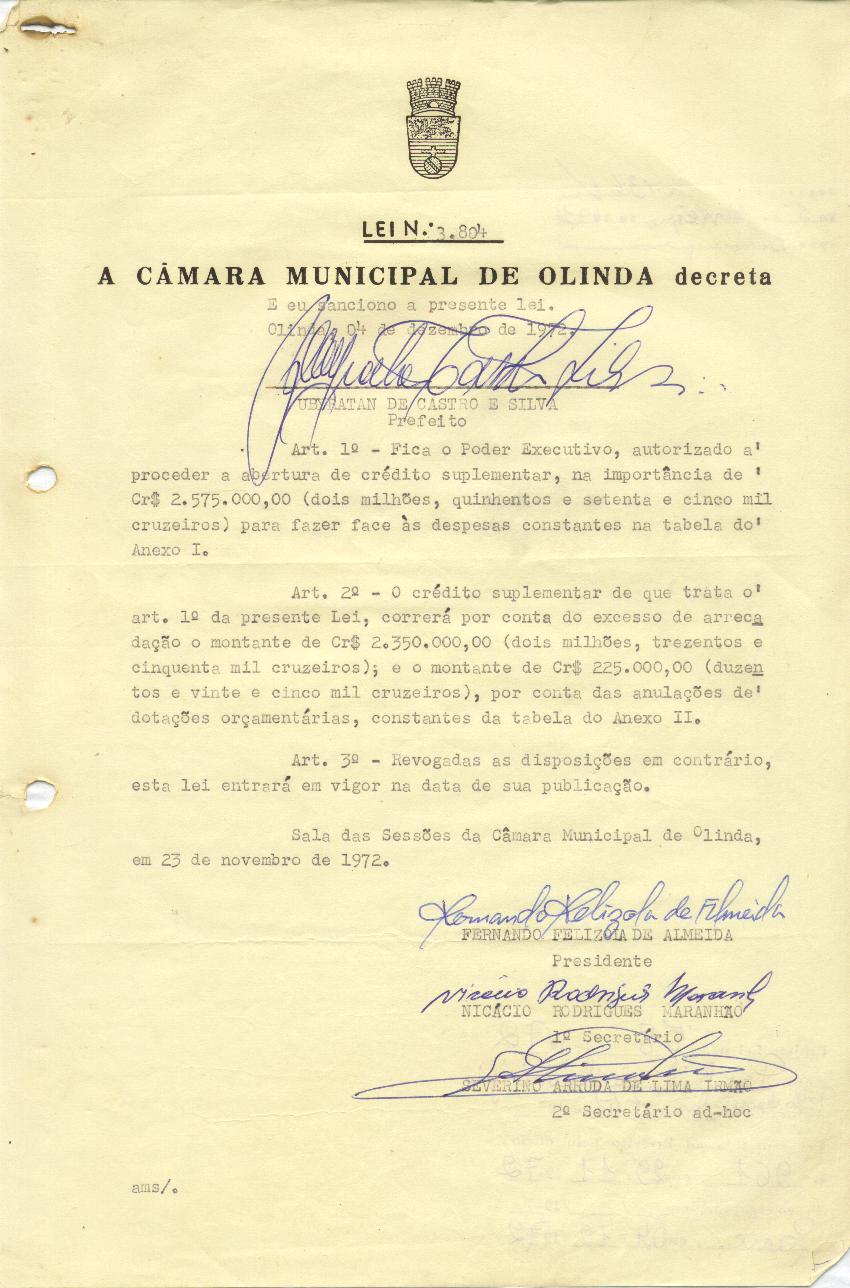 LEI N.º 3.804
A CÂMARA MUNICIPAL DE OLINDA decreta
E eu sanciono a presente lei.
Olinda, 04 de dezembro de 1972.
UBYRATAN DE CASTRO E SILVA
Prefeito
Art. 1º - Fica o Poder Executivo, autorizado a'
proceder a abertura de crédito suplementar, na importância de '
Cr$ 2.575.000,00 (dois milhões, quinhentos e setenta e cinco mil
cruzeiros) para fazer face às despesas constantes na tabela do'
Anexo I.
Art. 2º - O crédito suplementar de que trata o'
art. 1º da presente Lei, correrá por conta do excesso de arreca
dação o montante de Cr$ 2.350.000,00 (dois milhões, trezentos e
cinquenta mil cruzeiros); e o montante de Cr$ 225.000,00 (duzen
tos e vinte e cinco mil cruzeiros), por conta das anulações de'
dotações orçamentárias, constantes da tabela do Anexo II.
Art. 3º - Revogadas as disposições em contrário,
esta lei entrará em vigor na data de sua publicação.
Sala das Sessões da Câmara Municipal de Olinda,
em 23 de novembro de 1972.
Fernando Felizola de Almeida
FERNANDO FELIZOLA DE ALMEIDA
Presidente
Nicácio Rodrigues Maranhão
NICÁCIO RODRIGUES MARANHÃO
1º Secretário
SEVERINO ARRUDA DE LIMA IRMÃO
2º Secretário ad-hoc
ams/.